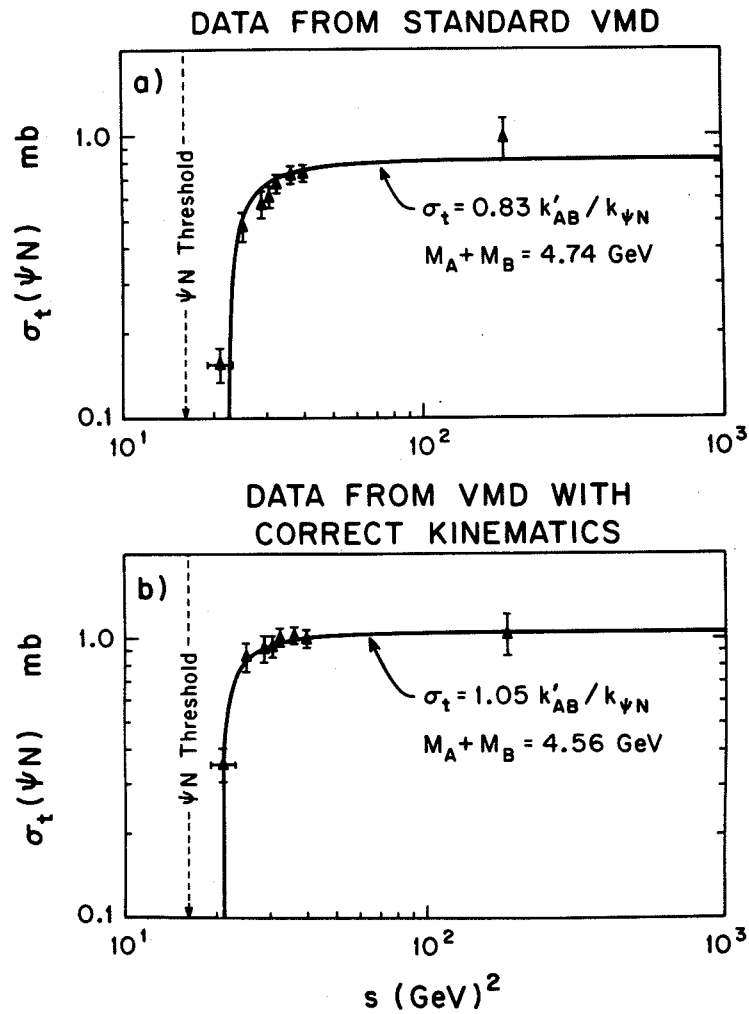 DATA FROM STANDARD VMD
a)
σₜ(ψN) mb
1.0
0.1
ψN Threshold
σₜ = 0.83 k′AB / kψN
MA + MB = 4.74 GeV
10¹
10²
10³
DATA FROM VMD WITH
CORRECT KINEMATICS
b)
σₜ(ψN) mb
1.0
0.1
ψN Threshold
σₜ = 1.05 k′AB / kψN
MA + MB = 4.56 GeV
10¹
10²
10³
s (GeV)²